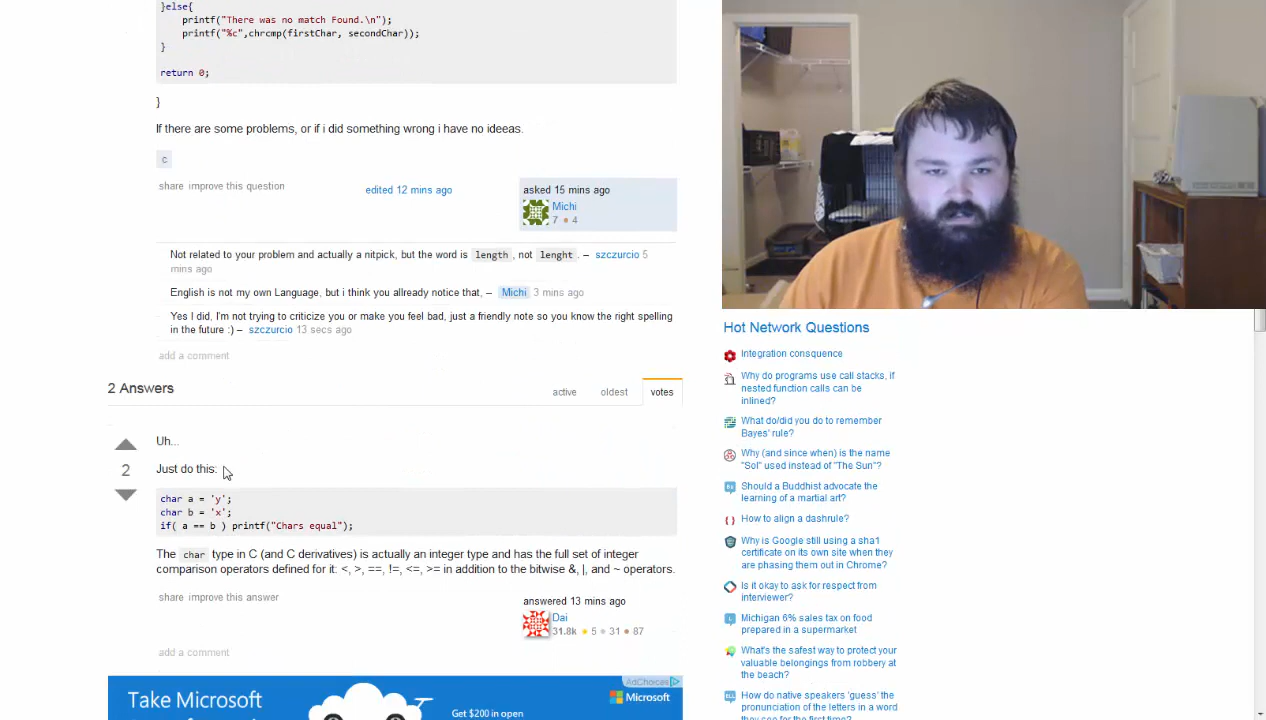 }else{
printf("There was no match Found.\n");
printf("%c",chrcmp(firstChar, secondChar));
}
return 0;
}
If there are some problems, or if i did something wrong i have no ideeas.
c
share improve this question
edited 12 mins ago
asked 15 mins ago
Michi
7 4
Not related to your problem and actually a nitpick, but the word is length, not lenght. – szczurcio 5
mins ago
English is not my own Language, but i think you allready notice that, – Michi 3 mins ago
Yes I did, I'm not trying to criticize you or make you feel bad, just a friendly note so you know the right spelling
in the future :) – szczurcio 13 secs ago
add a comment
2 Answers
active oldest votes
Uh...
2
Just do this:
char a = 'y';
char b = 'x';
if( a == b ) printf("Chars equal");
The char type in C (and C derivatives) is actually an integer type and has the full set of integer
comparison operators defined for it: <, >, ==, !=, <=, >= in addition to the bitwise &, |, and ~ operators.
share improve this answer
answered 13 mins ago
Dai
31.8k 5 31 87
add a comment
AdChoices
Take Microsoft
Get $200 in open
Microsoft
Hot Network Questions
Integration consquence
Why do programs use call stacks, if
nested function calls can be
inlined?
What do/did you do to remember
Bayes' rule?
Why (and since when) is the name
"Sol" used instead of "The Sun"?
Should a Buddhist advocate the
learning of a martial art?
How to align a dashrule?
Why is Google still using a sha1
certificate on its own site when they
are phasing them out in Chrome?
Is it okay to ask for respect from
interviewer?
Michigan 6% sales tax on food
prepared in a supermarket
What's the safest way to protect your
valuable belongings from robbery at
the beach?
How do native speakers 'guess' the
pronunciation of the letters in a word
they see for the first time?